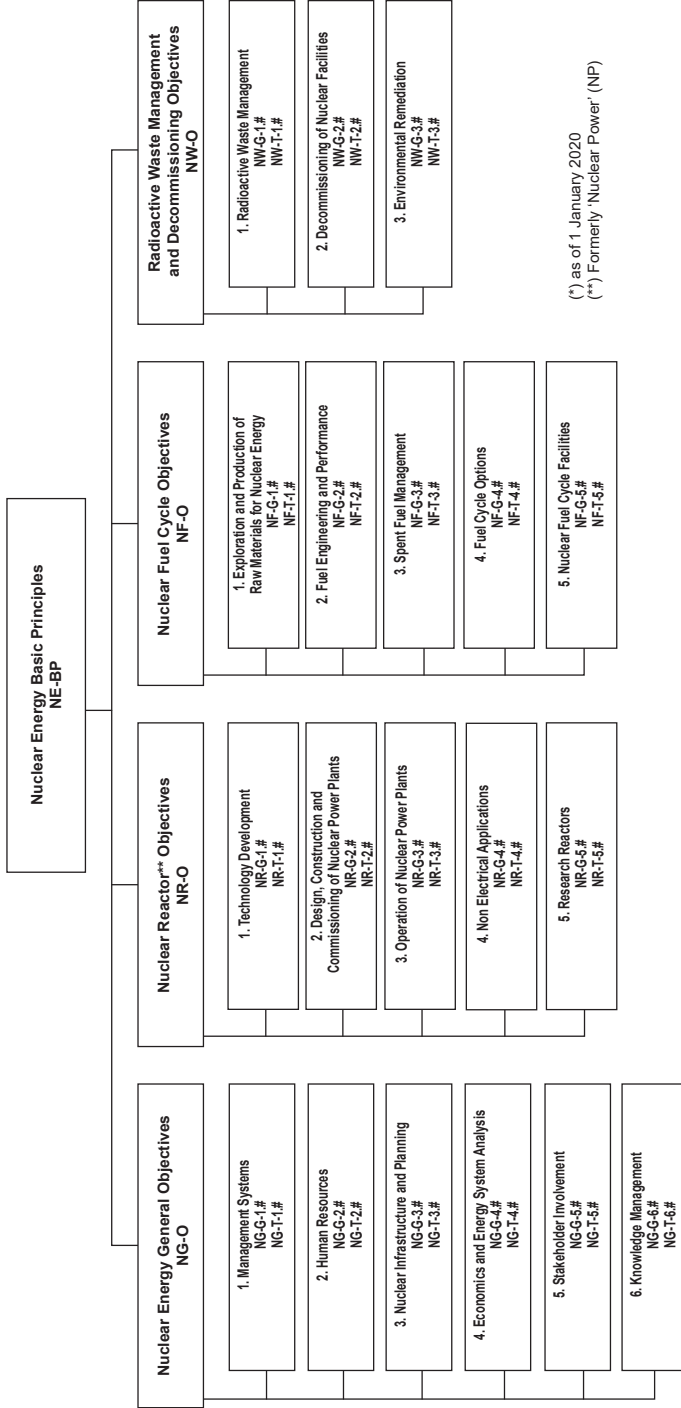 Nuclear Energy Basic Principles
NE-BP
Nuclear Energy General Objectives
NG-O
1. Management Systems
NG-G-1.#
NG-T-1.#
2. Human Resources
NG-G-2.#
NG-T-2.#
3. Nuclear Infrastructure and Planning
NG-G-3.#
NG-T-3.#
4. Economics and Energy System Analysis
NG-G-4.#
NG-T-4.#
5. Stakeholder Involvement
NG-G-5.#
NG-T-5.#
6. Knowledge Management
NG-G-6.#
NG-T-6.#
Nuclear Reactor** Objectives
NR-O
1. Technology Development
NR-G-1.#
NR-T-1.#
2. Design, Construction and
Commissioning of Nuclear Power Plants
NR-G-2.#
NR-T-2.#
3. Operation of Nuclear Power Plants
NR-G-3.#
NR-T-3.#
4. Non Electrical Applications
NR-G-4.#
NR-T-4.#
5. Research Reactors
NR-G-5.#
NR-T-5.#
Nuclear Fuel Cycle Objectives
NF-O
1. Exploration and Production of
Raw Materials for Nuclear Energy
NF-G-1.#
NF-T-1.#
2. Fuel Engineering and Performance
NF-G-2.#
NF-T-2.#
3. Spent Fuel Management
NF-G-3.#
NF-T-3.#
4. Fuel Cycle Options
NF-G-4.#
NF-T-4.#
5. Nuclear Fuel Cycle Facilities
NF-G-5.#
NF-T-5.#
Radioactive Waste Management
and Decommissioning Objectives
NW-O
1. Radioactive Waste Management
NW-G-1.#
NW-T-1.#
2. Decommissioning of Nuclear Facilities
NW-G-2.#
NW-T-2.#
3. Environmental Remediation
NW-G-3.#
NW-T-3.#
(*) as of 1 January 2020
(**) Formerly ‘Nuclear Power’ (NP)